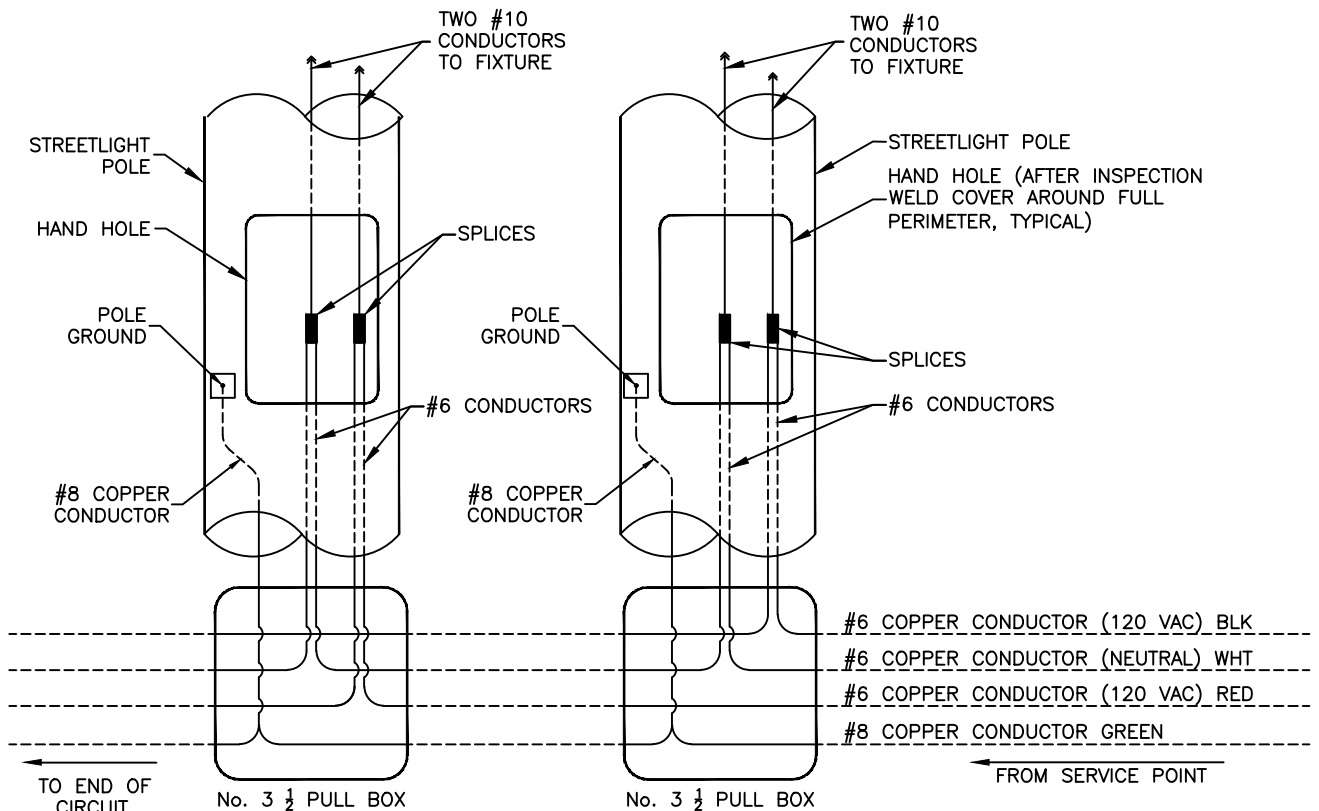 TWO #10
CONDUCTORS
TO FIXTURE
TWO #10
CONDUCTORS
TO FIXTURE
STREETLIGHT
POLE
STREETLIGHT POLE
HAND HOLE (AFTER INSPECTION
WELD COVER AROUND FULL
PERIMETER, TYPICAL)
HAND HOLE
SPLICES
POLE
GROUND
POLE
GROUND
SPLICES
#6 CONDUCTORS
#6 CONDUCTORS
#8 COPPER
CONDUCTOR
#8 COPPER
CONDUCTOR
#6 COPPER CONDUCTOR (120 VAC) BLK
#6 COPPER CONDUCTOR (NEUTRAL) WHT
#6 COPPER CONDUCTOR (120 VAC) RED
#8 COPPER CONDUCTOR GREEN
TO END OF
CIRCUIT
FROM SERVICE POINT
No. 3 ½ PULL BOX
No. 3 ½ PULL BOX